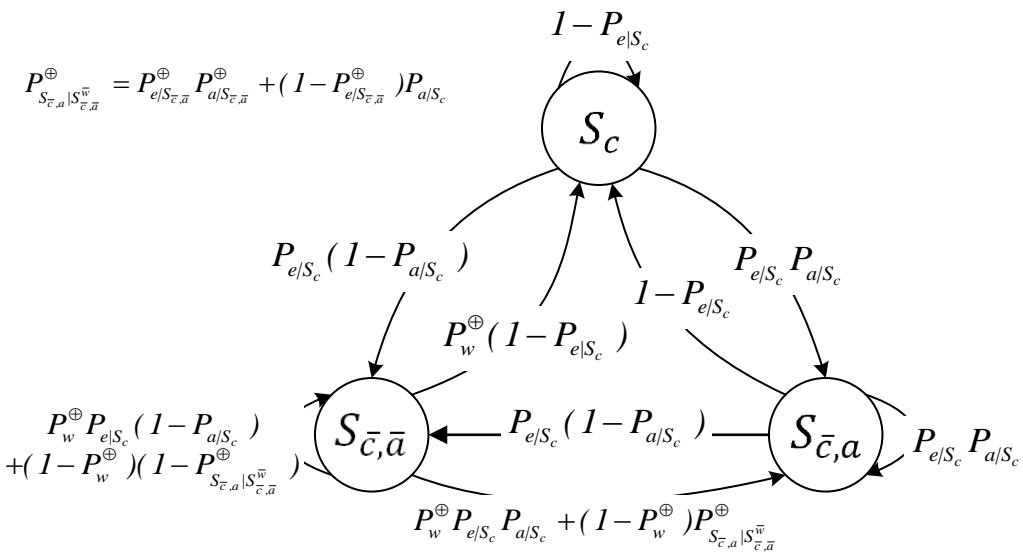 1 − P_{e|S_c}
P^⊕_{S_{c̅,a}|S^{w̅}_{c̅,a̅}} = P^⊕_{e/S_{c̅,a̅}} P^⊕_{a/S_{c̅,a̅}} + (1 − P^⊕_{e/S_{c̅,a̅}}) P_{a/S_c}
S_c
P_{e/S_c} (1 − P_{a/S_c})
P_{e/S_c} P_{a/S_c}
1 − P_{e/S_c}
P^⊕_w (1 − P_{e|S_c})
P^⊕_w P_{e|S_c} (1 − P_{a/S_c})
+ (1 − P^⊕_w)(1 − P^⊕_{S_{c̅,a}|S^{w̅}_{c̅,a̅}})
S_{c̅,a̅}
P_{e/S_c} (1 − P_{a/S_c})
S_{c̅,a}
P_{e/S_c} P_{a/S_c}
P^⊕_w P_{e/S_c} P_{a/S_c} + (1 − P^⊕_w) P^⊕_{S_{c̅,a}|S^{w̅}_{c̅,a̅}}